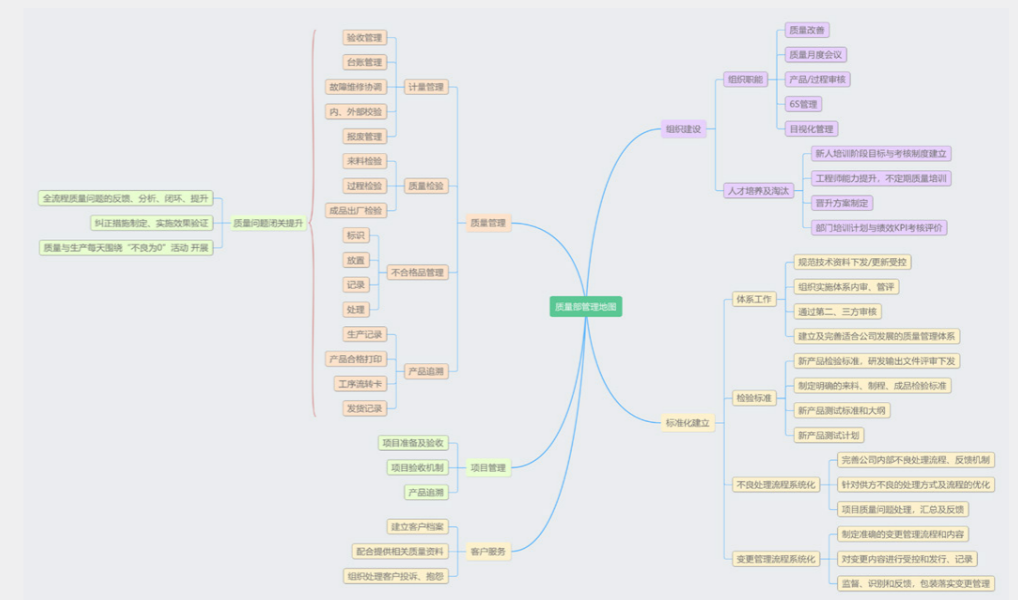 质量部管理地图
组织建设
组织职能
质量改善
质量月度会议
产品/过程审核
6S管理
目视化管理
人才培养及淘汰
新人培训阶段目标与考核制度建立
工程师能力提升，不定期质量培训
晋升方案制定
部门培训计划与绩效KPI考核评价
标准化建立
体系工作
规范技术资料下发/更新受控
组织实施体系内审、管评
通过第二、三方审核
建立及完善适合公司发展的质量管理体系
检验标准
新产品检验标准，研发输出文件评审下发
制定明确的来料、制程、成品检验标准
新产品测试标准和大纲
新产品测试计划
不良处理流程系统化
完善公司内部不良处理流程、反馈机制
针对供方不良的处理方式及流程的优化
项目质量问题处理，汇总及反馈
变更管理流程系统化
制定准确的变更管理流程和内容
对变更内容进行受控和发行、记录
监督、识别和反馈，包装落实变更管理
质量管理
计量管理
验收管理
台账管理
故障维修协调
内、外部校验
报废管理
质量检验
来料检验
过程检验
成品出厂检验
不合格品管理
标识
放置
记录
处理
产品追溯
生产记录
产品合格打印
工序流转卡
发货记录
质量问题闭关提升
全流程质量问题的反馈、分析、闭环、提升
纠正措施制定、实施效果验证
质量与生产每天围绕“不良为0”活动 开展
项目管理
项目准备及验收
项目验收机制
产品追溯
客户服务
建立客户档案
配合提供相关质量资料
组织处理客户投诉、抱怨